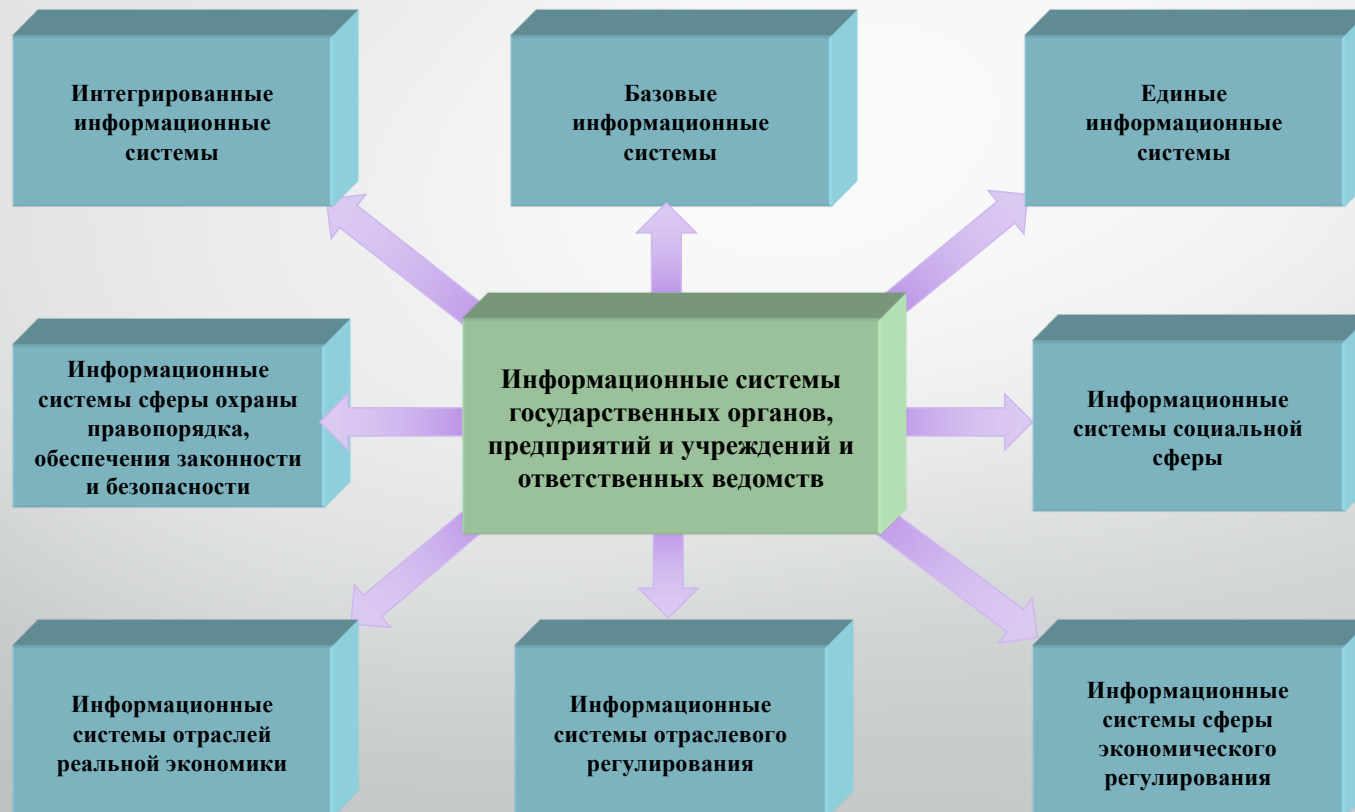 Интегрированные
информационные
системы
Базовые
информационные
системы
Единые
информационные
системы
Информационные
системы сферы охраны
правопорядка,
обеспечения законности
и безопасности
Информационные системы
государственных органов,
предприятий и учреждений и
ответственных ведомств
Информационные
системы социальной
сферы
Информационные
системы отраслей
реальной экономики
Информационные
системы отраслевого
регулирования
Информационные
системы сферы
экономического
регулирования